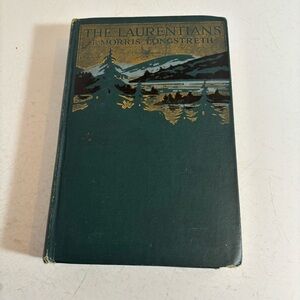 THE LAURENTIANS
T. MORRIS LONGSTRETH